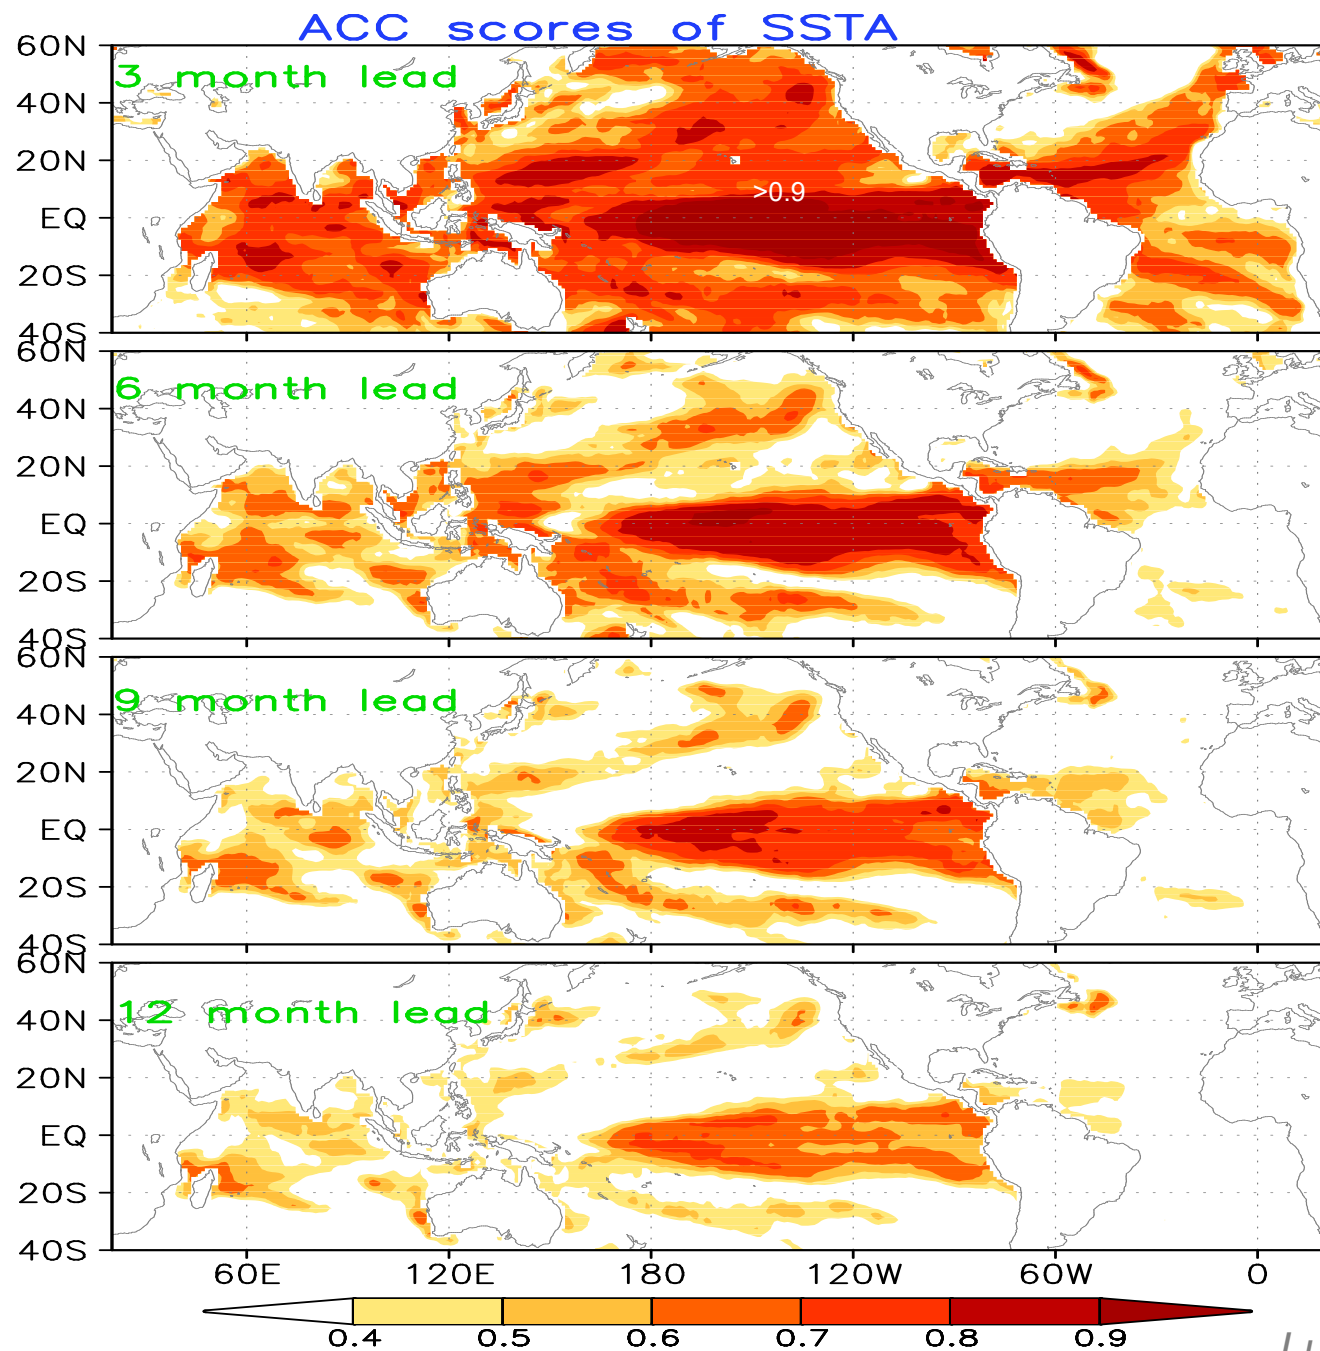 ACC scores of SSTA
3 month lead
60N
40N
20N
EQ
20S
40S
>0.9
6 month lead
60N
40N
20N
EQ
20S
40S
9 month lead
60N
40N
20N
EQ
20S
40S
12 month lead
60N
40N
20N
EQ
20S
40S
60E 120E 180 120W 60W 0
0.4 0.5 0.6 0.7 0.8 0.9